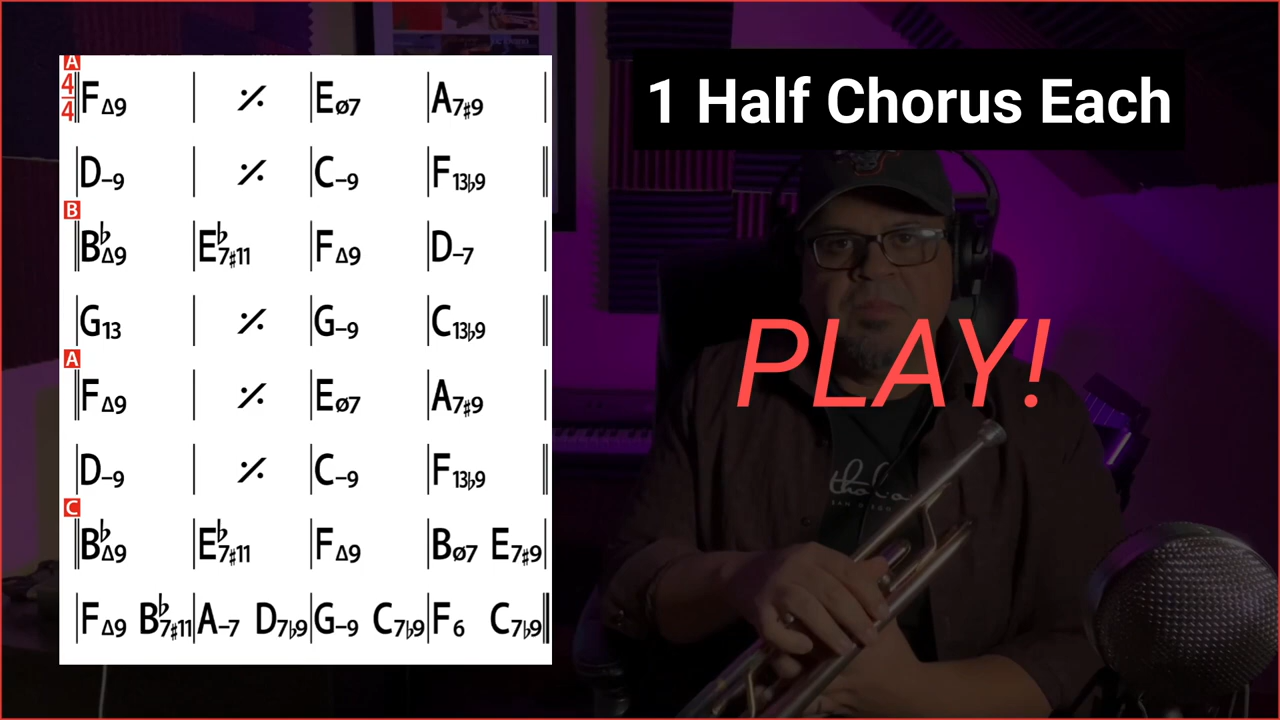 1 Half Chorus Each
PLAY!
A
4/4 FΔ9 | 𝄎 | Eø7 | A7♯9 |
D–9 | 𝄎 | C–9 | F13♭9
B
B♭Δ9 | E♭7♯11 | FΔ9 | D–7 |
G13 | 𝄎 | G–9 | C13♭9
A
FΔ9 | 𝄎 | Eø7 | A7♯9 |
D–9 | 𝄎 | C–9 | F13♭9
C
B♭Δ9 | E♭7♯11 | FΔ9 | Bø7 E7♯9 |
FΔ9 B♭7♯11 | A–7 D7♭9 | G–9 C7♭9 | F6 C7♭9